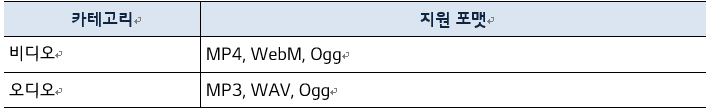 카테고리 지원 포맷
비디오 MP4, WebM, Ogg
오디오 MP3, WAV, Ogg